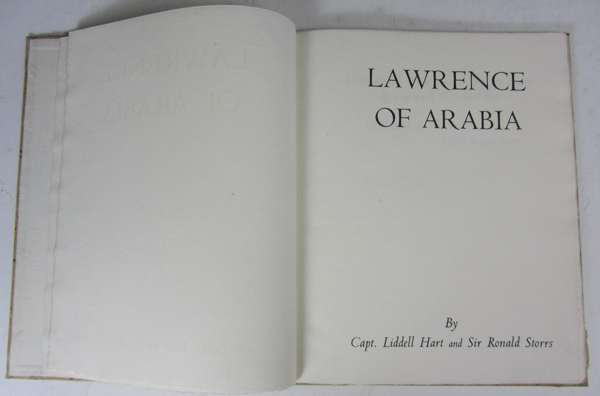 LAWRENCE
OF ARABIA
By
Capt. Liddell Hart and Sir Ronald Storrs